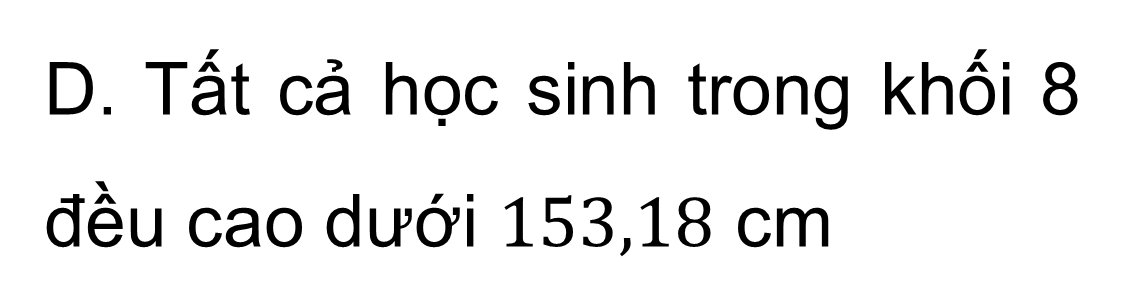 D. Tất cả học sinh trong khối 8
đều cao dưới 153,18 cm